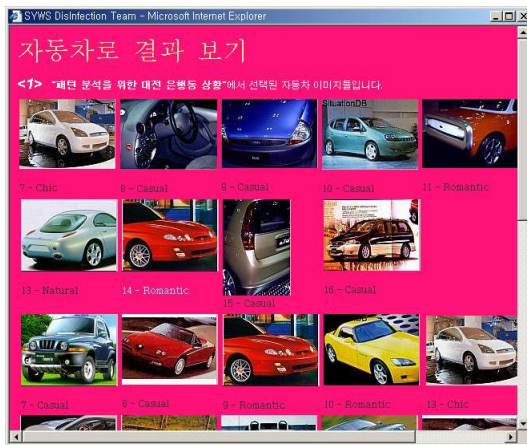 SYWS DisInfection Team - Microsoft Internet Explorer
자동차로 결과 보기
<1> "패턴 분석을 위한 대전 은행동 상황"에서 선택된 자동차 이미지들입니다.
SituationDB
7 - Chic
8 - Casual
9 - Casual
10 - Casual
11 - Romantic
13 - Natural
14 - Romantic
15 - Casual
16 - Casual
7 - Casual
8 - Casual
9 - Romantic
10 - Romantic
13 - Chic